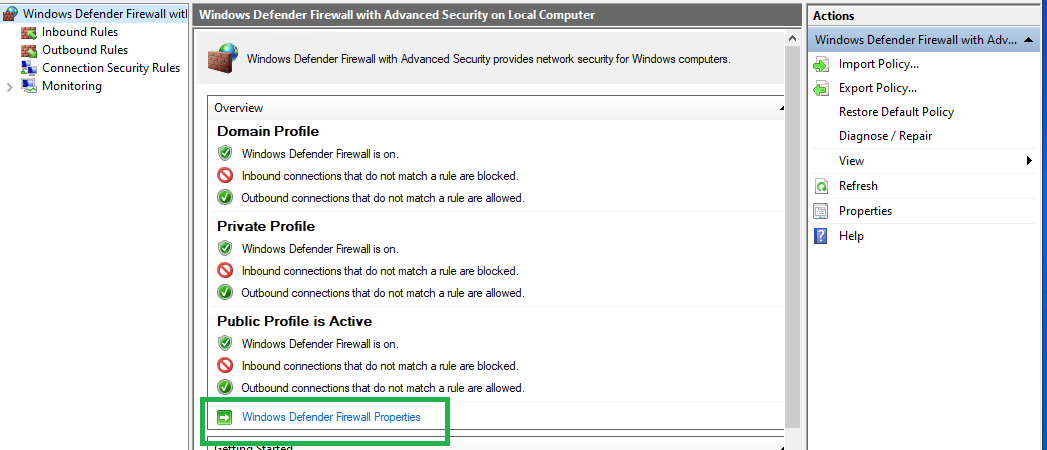 Windows Defender Firewall wit
Inbound Rules
Outbound Rules
Connection Security Rules
Monitoring
Windows Defender Firewall with Advanced Security on Local Computer
Windows Defender Firewall with Advanced Security provides network security for Windows computers.
Overview
Domain Profile
Windows Defender Firewall is on.
Inbound connections that do not match a rule are blocked.
Outbound connections that do not match a rule are allowed.
Private Profile
Windows Defender Firewall is on.
Inbound connections that do not match a rule are blocked.
Outbound connections that do not match a rule are allowed.
Public Profile is Active
Windows Defender Firewall is on.
Inbound connections that do not match a rule are blocked.
Outbound connections that do not match a rule are allowed.
Windows Defender Firewall Properties
Getting Started
Actions
Windows Defender Firewall with Adv...
Import Policy...
Export Policy...
Restore Default Policy
Diagnose / Repair
View
Refresh
Properties
Help